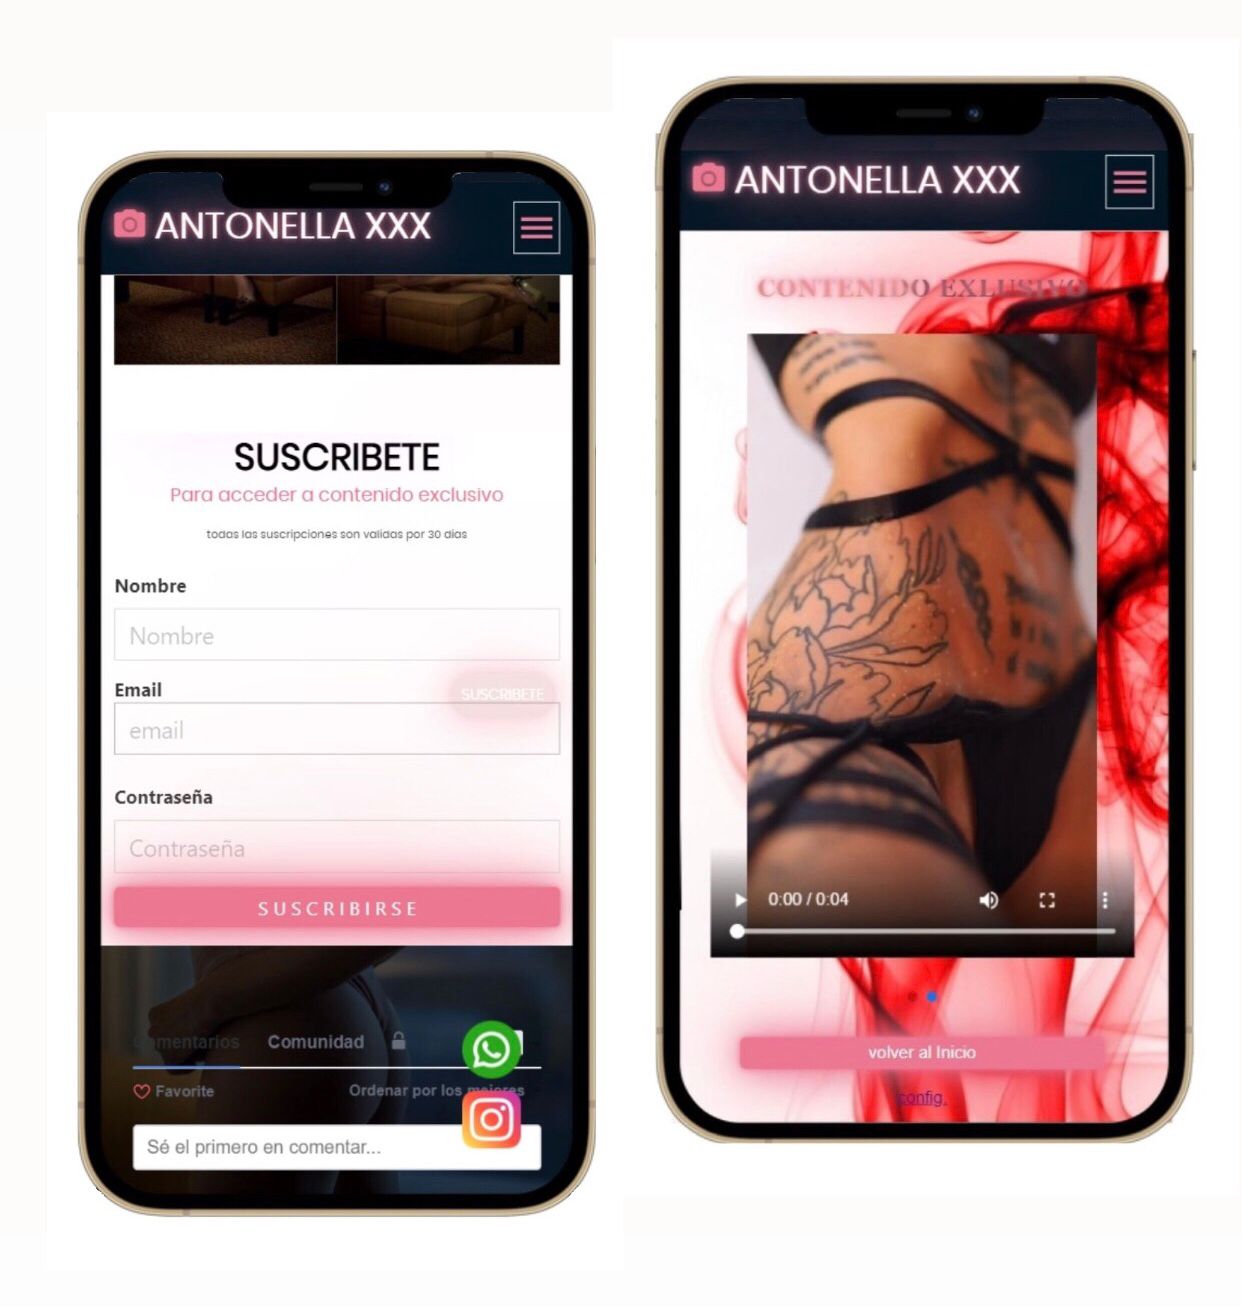 ANTONELLA XXX
SUSCRIBETE
Para acceder a contenido exclusivo
todas las suscripciones son validas por 30 dias
Nombre
Nombre
Email
SUSCRIBETE
email
Contraseña
Contraseña
SUSCRIBIRSE
Comentarios Comunidad
Favorite Ordenar por los mejores
Sé el primero en comentar...
ANTONELLA XXX
CONTENIDO EXLUSIVO
0:00 / 0:04
volver al Inicio
config.